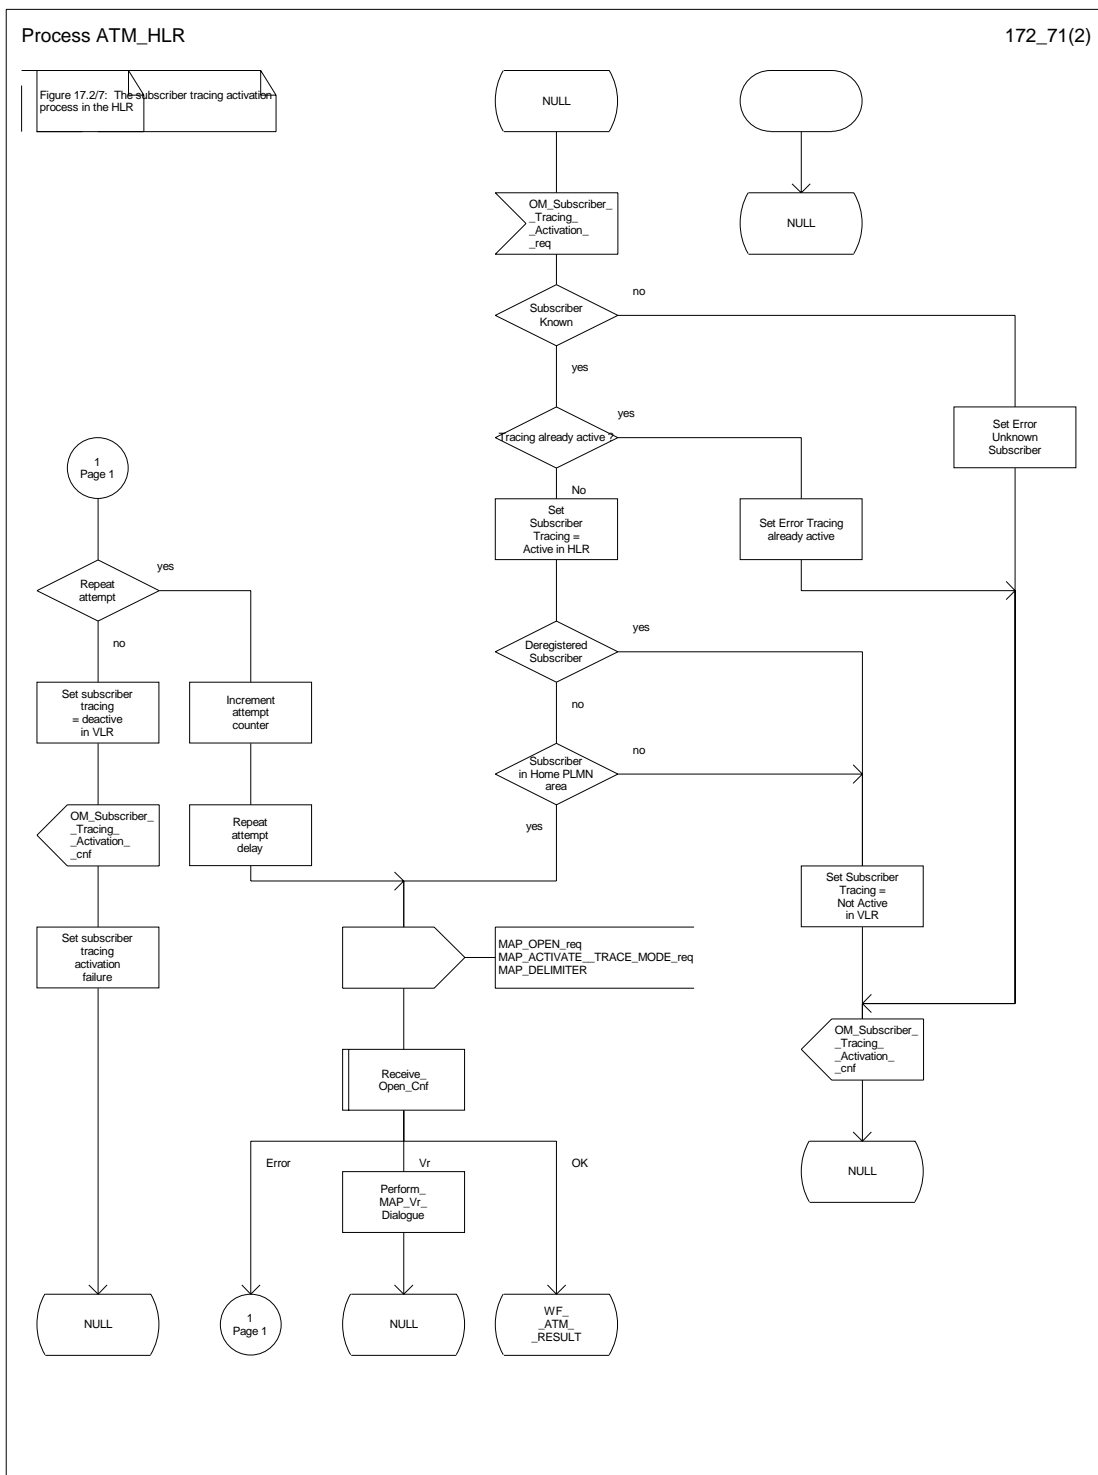 Process ATM_HLR
172_71(2)
Figure 17.2/7: The subscriber tracing activation
process in the HLR
NULL
OM_Subscriber_
_Tracing_
_Activation_
_req
NULL
Subscriber
Known
no
yes
Tracing already active ?
yes
Set Error
Unknown
Subscriber
1
Page 1
No
Set
Subscriber
Tracing =
Active in HLR
Set Error Tracing
already active
Repeat
attempt
yes
no
Deregistered
Subscriber
yes
no
Set subscriber
tracing
= deactive
in VLR
Increment
attempt
counter
Subscriber
in Home PLMN
area
no
yes
OM_Subscriber_
_Tracing_
_Activation_
_cnf
Repeat
attempt
delay
Set Subscriber
Tracing =
Not Active
in VLR
Set subscriber
tracing
activation
failure
MAP_OPEN_req
MAP_ACTIVATE__TRACE_MODE_req
MAP_DELIMITER
OM_Subscriber_
_Tracing_
_Activation_
_cnf
Receive_
Open_Cnf
Error
Vr
OK
NULL
Perform_
MAP_Vr_
Dialogue
NULL
1
Page 1
NULL
WF_
_ATM_
_RESULT